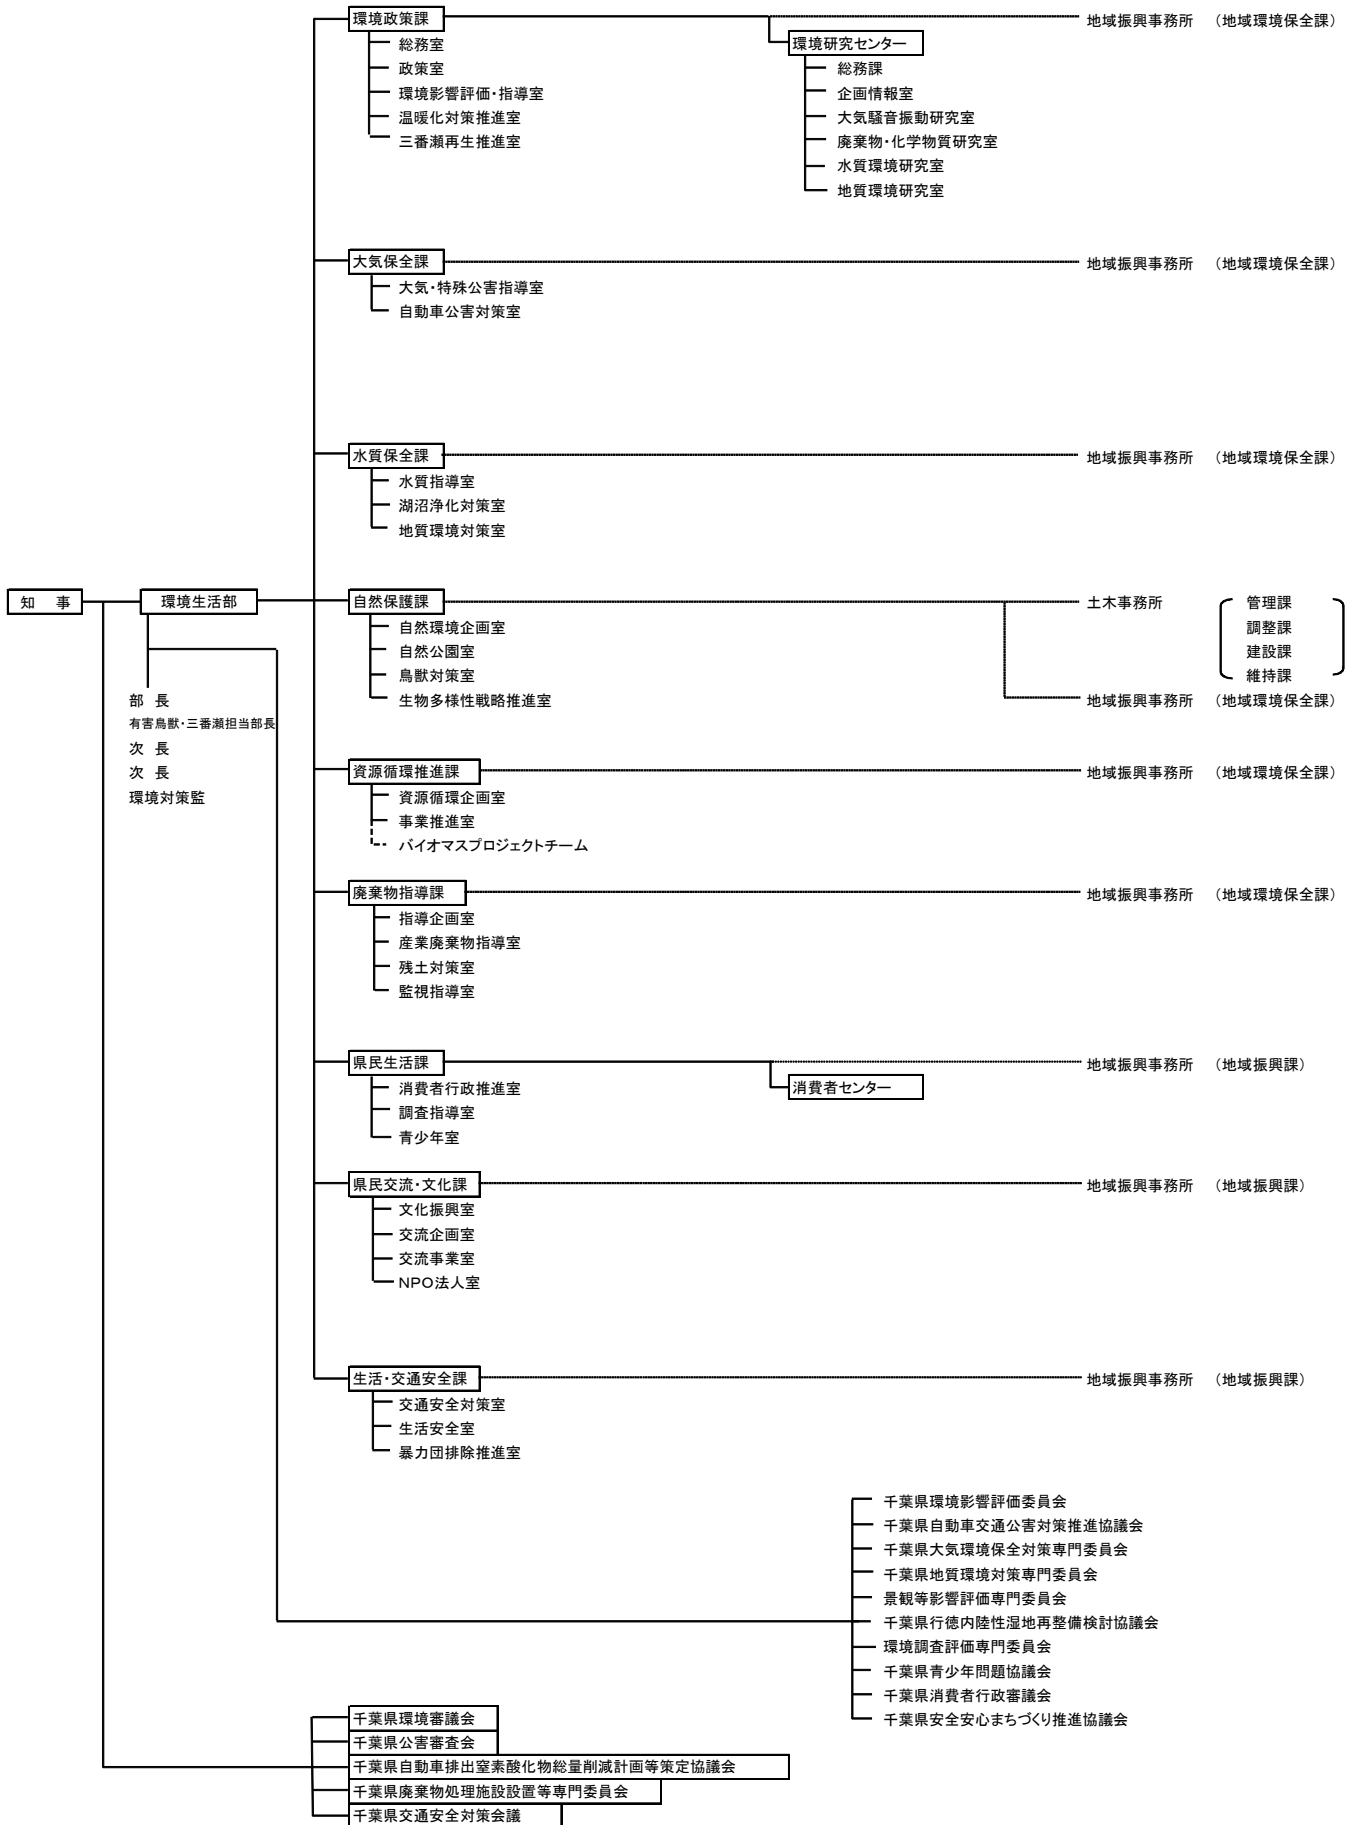 環境政策課
地域振興事務所　（地域環境保全課）
総務室
政策室
環境影響評価・指導室
温暖化対策推進室
三番瀬再生推進室
環境研究センター
総務課
企画情報室
大気騒音振動研究室
廃棄物・化学物質研究室
水質環境研究室
地質環境研究室
大気保全課
地域振興事務所　（地域環境保全課）
大気・特殊公害指導室
自動車公害対策室
水質保全課
地域振興事務所　（地域環境保全課）
水質指導室
湖沼浄化対策室
地質環境対策室
知　事
環境生活部
部 長
有害鳥獣・三番瀬担当部長
次 長
次 長
環境対策監
自然保護課
自然環境企画室
自然公園室
鳥獣対策室
生物多様性戦略推進室
土木事務所
管理課
調整課
建設課
維持課
地域振興事務所　（地域環境保全課）
資源循環推進課
地域振興事務所　（地域環境保全課）
資源循環企画室
事業推進室
バイオマスプロジェクトチーム
廃棄物指導課
地域振興事務所　（地域環境保全課）
指導企画室
産業廃棄物指導室
残土対策室
監視指導室
県民生活課
地域振興事務所　（地域振興課）
消費者行政推進室
調査指導室
青少年室
消費者センター
県民交流・文化課
地域振興事務所　（地域振興課）
文化振興室
交流企画室
交流事業室
NPO法人室
生活・交通安全課
地域振興事務所　（地域振興課）
交通安全対策室
生活安全室
暴力団排除推進室
千葉県環境影響評価委員会
千葉県自動車交通公害対策推進協議会
千葉県大気環境保全対策専門委員会
千葉県地質環境対策専門委員会
景観等影響評価専門委員会
千葉県行徳内陸性湿地再整備検討協議会
環境調査評価専門委員会
千葉県青少年問題協議会
千葉県消費者行政審議会
千葉県安全安心まちづくり推進協議会
千葉県環境審議会
千葉県公害審査会
千葉県自動車排出窒素酸化物総量削減計画等策定協議会
千葉県廃棄物処理施設設置等専門委員会
千葉県交通安全対策会議